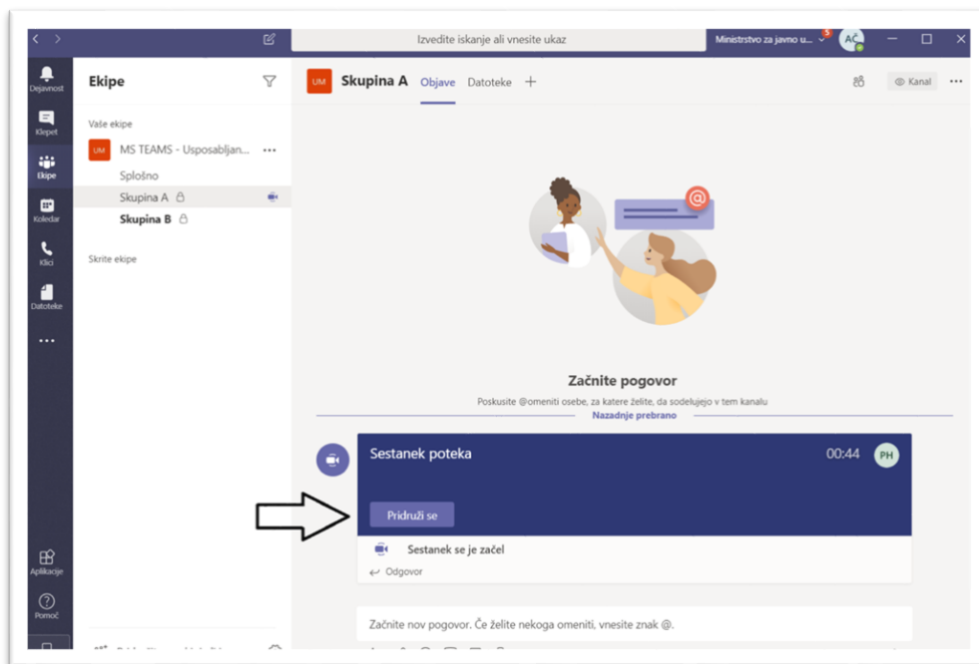 Vnesite iskanje ali vnesite ukaz
Ministrstvo za javno u...
5
AČ
Dejavnost
Klepet
Ekipe
Koledar
Klici
Datoteke
Aplikacije
Pomoč
Ekipe
Vaše ekipe
UM MS TEAMS - Usposabljan...
Splošno
Skupina A
Skupina B
Skrite ekipe
UM Skupina A Objave Datoteke
Kanal
Začnite pogovor
Poskusite @omeniti osebe, za katere želite, da sodelujejo v tem kanalu
Nazadnje prebrano
Sestanek poteka 00:44 PH
Pridruži se
Sestanek se je začel
Odgovor
Začnite nov pogovor. Če želite nekoga omeniti, vnesite znak @.